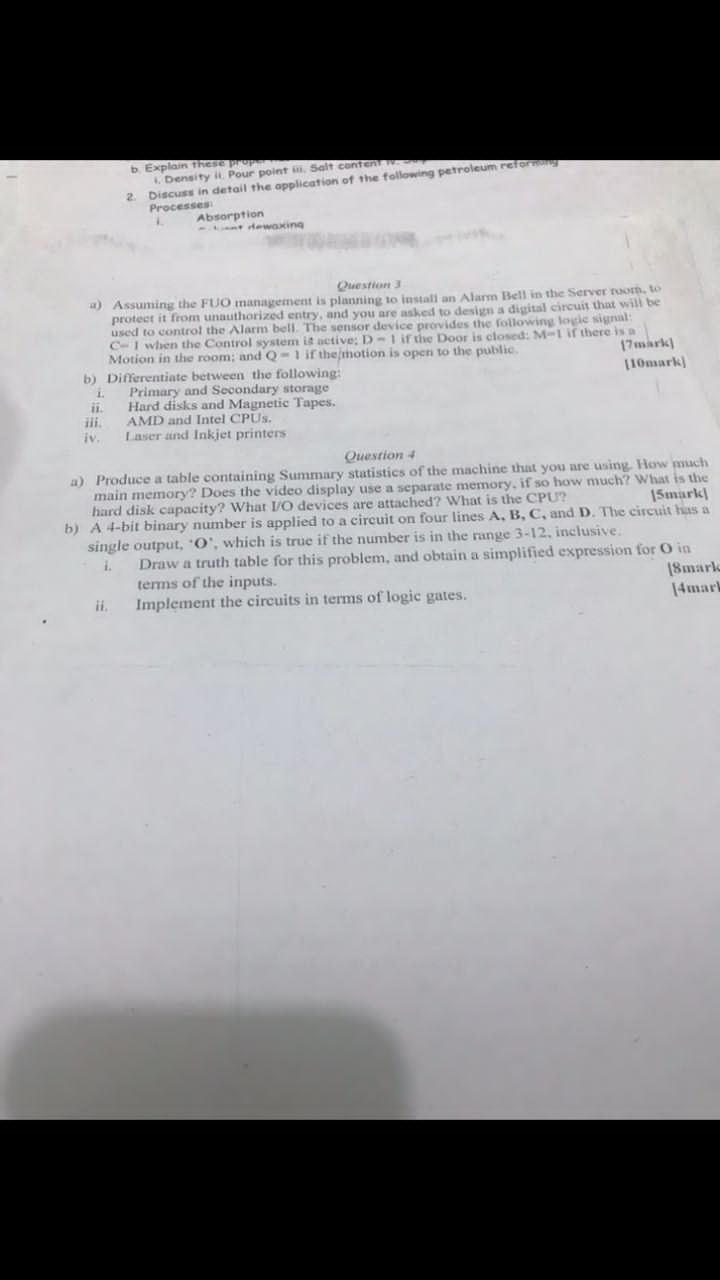 b. Explain these
i. Density ii. Pour point iii. Salt content iv.
2. Discuss in detail the application of the following petroleum reforming
Processes:
i. Absorption
dewaxing
Question 3
a) Assuming the FUO management is planning to install an Alarm Bell in the Server room, to
protect it from unauthorized entry, and you are asked to design a digital circuit that will be
used to control the Alarm bell. The sensor device provides the following logic signal:
C= 1 when the Control system is active; D = 1 if the Door is closed; M=1 if there is a
Motion in the room; and Q = 1 if the motion is open to the public. [7mark]
b) Differentiate between the following: [10mark]
i. Primary and Secondary storage
ii. Hard disks and Magnetic Tapes.
iii. AMD and Intel CPUs.
iv. Laser and Inkjet printers
Question 4
a) Produce a table containing Summary statistics of the machine that you are using. How much
main memory? Does the video display use a separate memory, if so how much? What is the
hard disk capacity? What I/O devices are attached? What is the CPU? [5mark]
b) A 4-bit binary number is applied to a circuit on four lines A, B, C, and D. The circuit has a
single output, ‘O’, which is true if the number is in the range 3-12, inclusive.
i. Draw a truth table for this problem, and obtain a simplified expression for O in
terms of the inputs. [8mark
ii. Implement the circuits in terms of logic gates. [4mark